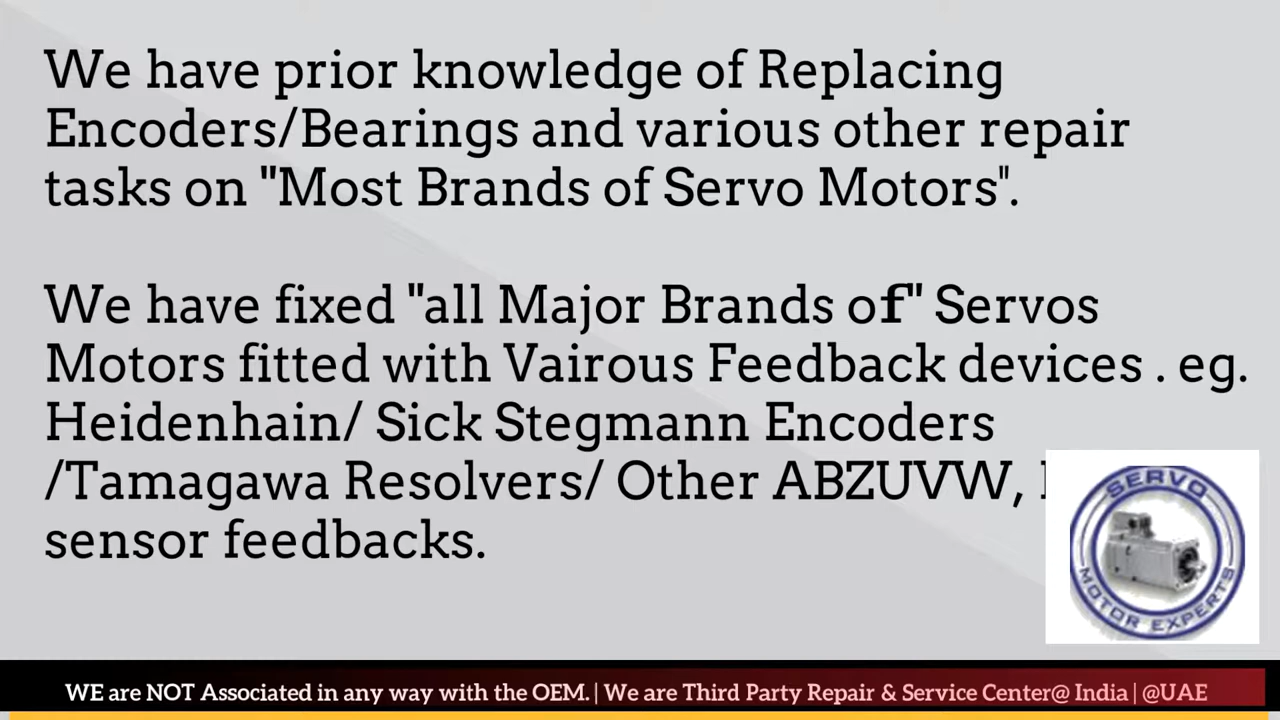 We have prior knowledge of Replacing
Encoders/Bearings and various other repair
tasks on "Most Brands of Servo Motors".
We have fixed "all Major Brands of" Servos
Motors fitted with Vairous Feedback devices . eg.
Heidenhain/ Sick Stegmann Encoders
/Tamagawa Resolvers/ Other ABZUVW,
sensor feedbacks.
SERVO
MOTOR EXPERTS
WE are NOT Associated in any way with the OEM. | We are Third Party Repair & Service Center@ India | @UAE